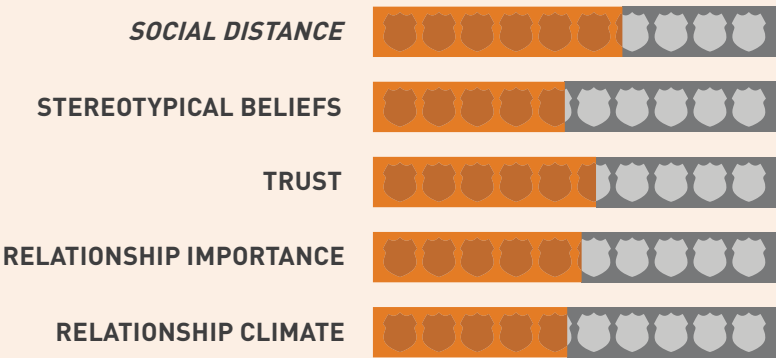 SOCIAL DISTANCE
STEREOTYPICAL BELIEFS
TRUST
RELATIONSHIP IMPORTANCE
RELATIONSHIP CLIMATE